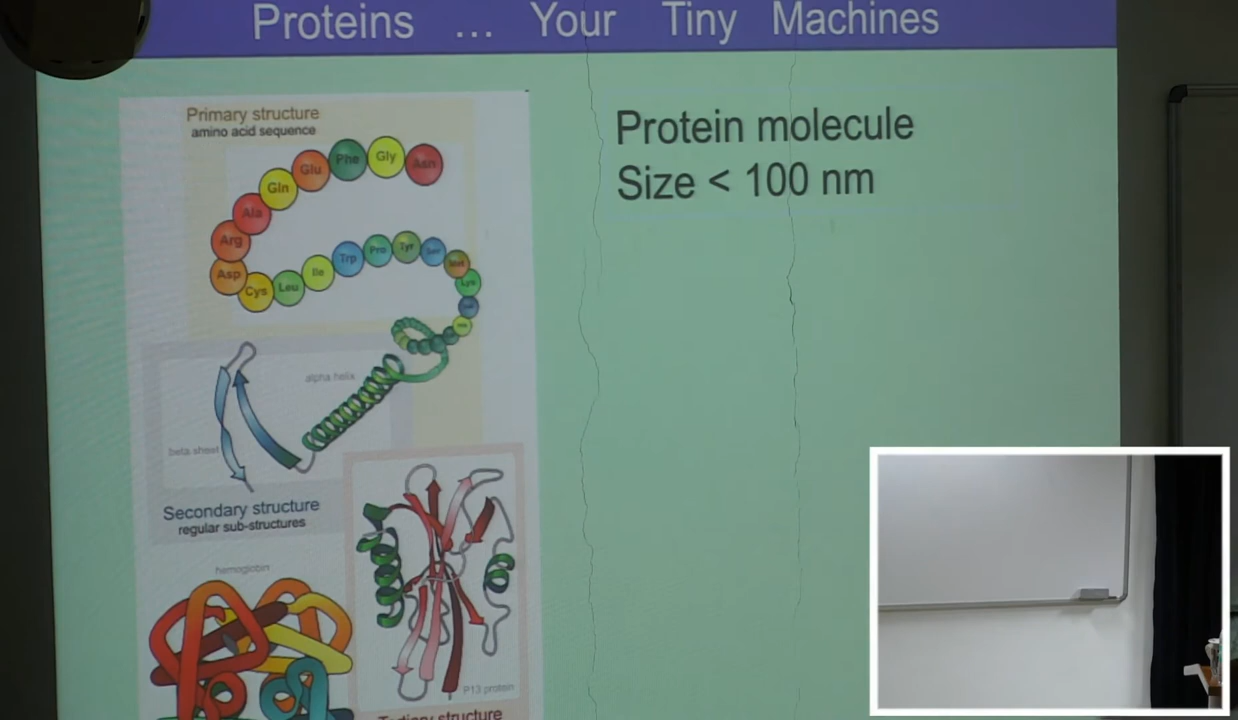 Proteins ... Your Tiny Machines
Primary structure
amino acid sequence
Asn
Gly
Phe
Glu
Gln
Ala
Arg
Asp
Cys
Leu
Ile
Trp
Pro
Tyr
Ser
Met
Lys
alpha helix
beta sheet
Secondary structure
regular sub-structures
hemoglobin
P13 protein
Tertiary structure
Protein molecule
Size < 100 nm